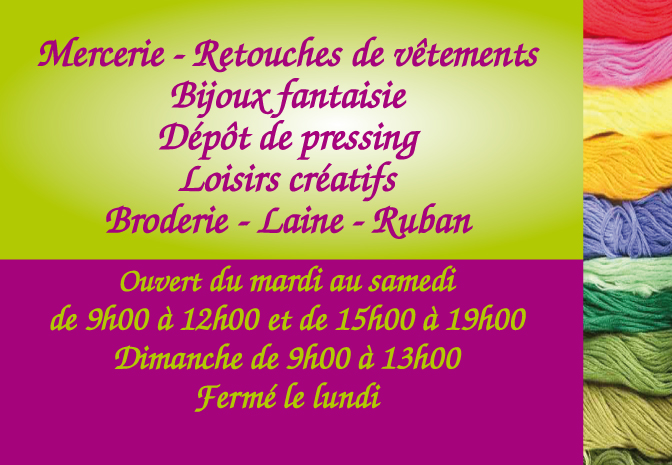 Mercerie - Retouches de vêtements
Bijoux fantaisie
Dépôt de pressing
Loisirs créatifs
Broderie - Laine - Ruban
Ouvert du mardi au samedi
de 9h00 à 12h00 et de 15h00 à 19h00
Dimanche de 9h00 à 13h00
Fermé le lundi